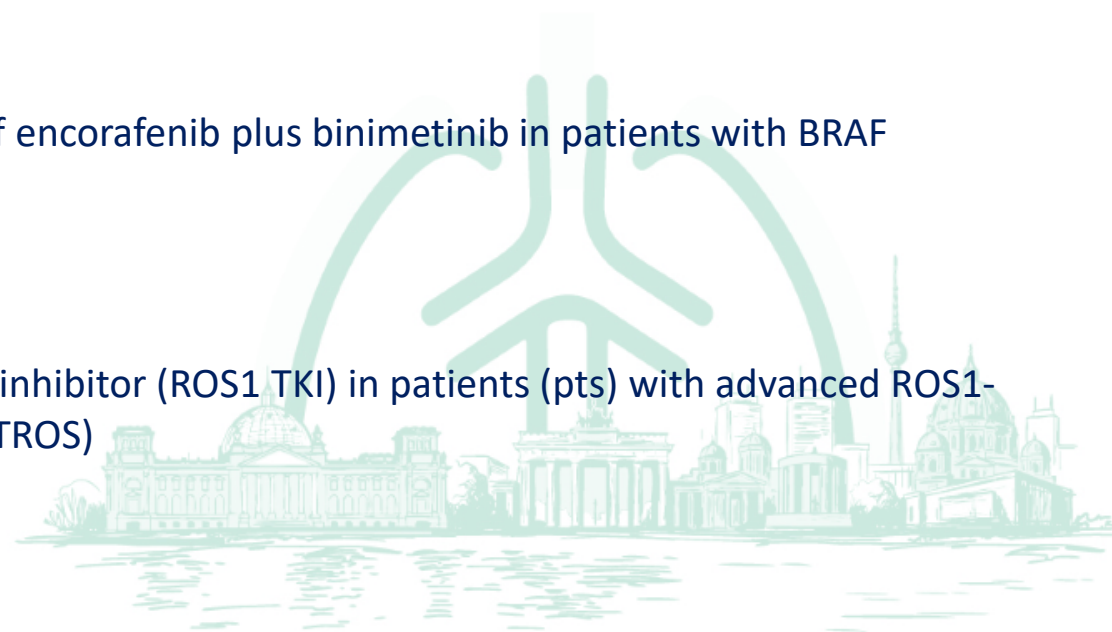 f encorafenib plus binimetinib in patients with BRAF
inhibitor (ROS1 TKI) in patients (pts) with advanced ROS1-
TROS)